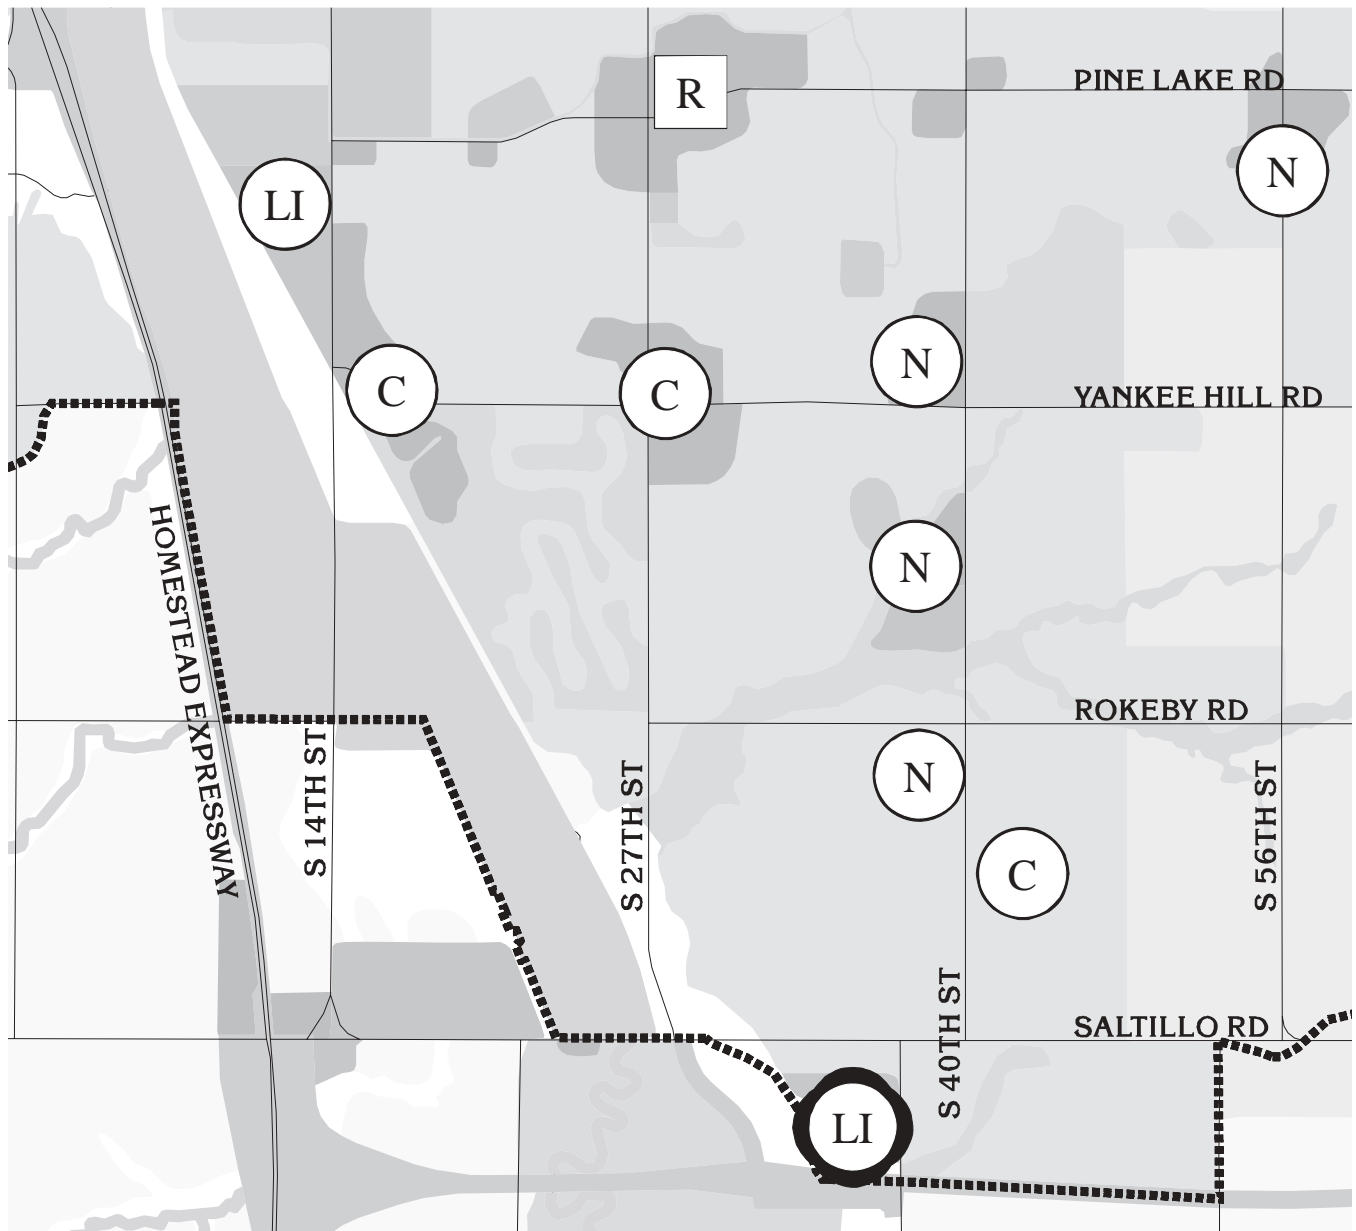 PINE LAKE RD
R
N
LI
N
C
C
YANKEE HILL RD
N
HOMESTEAD EXPRESSWAY
ROKEBY RD
S 14TH ST
S 27TH ST
N
S 56TH ST
C
S 40TH ST
SALTILLO RD
LI